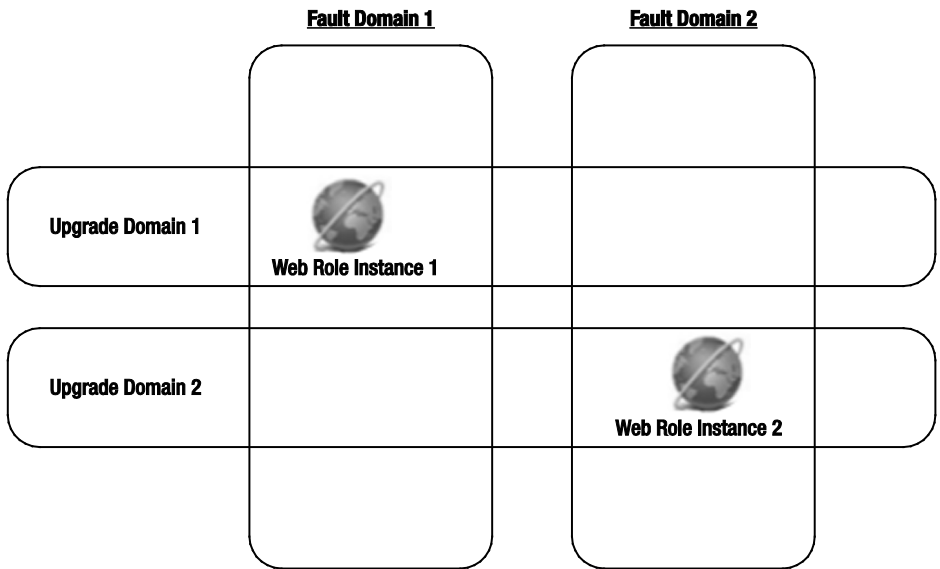 Fault Domain 1
Fault Domain 2
Upgrade Domain 1
Web Role Instance 1
Upgrade Domain 2
Web Role Instance 2